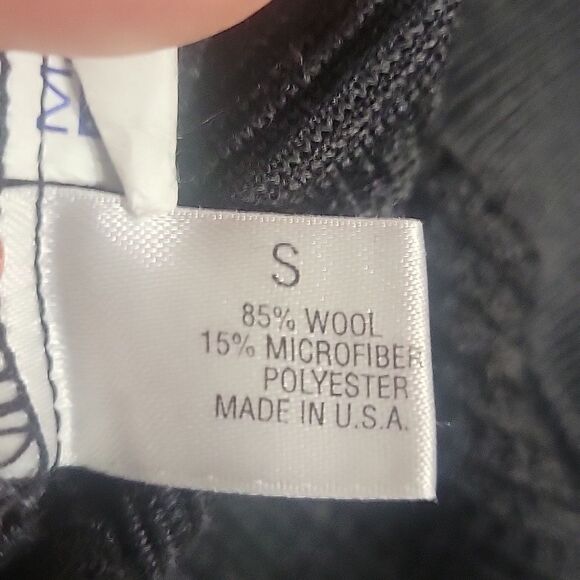 S
85% WOOL
15% MICROFIBER
POLYESTER
MADE IN U.S.A.